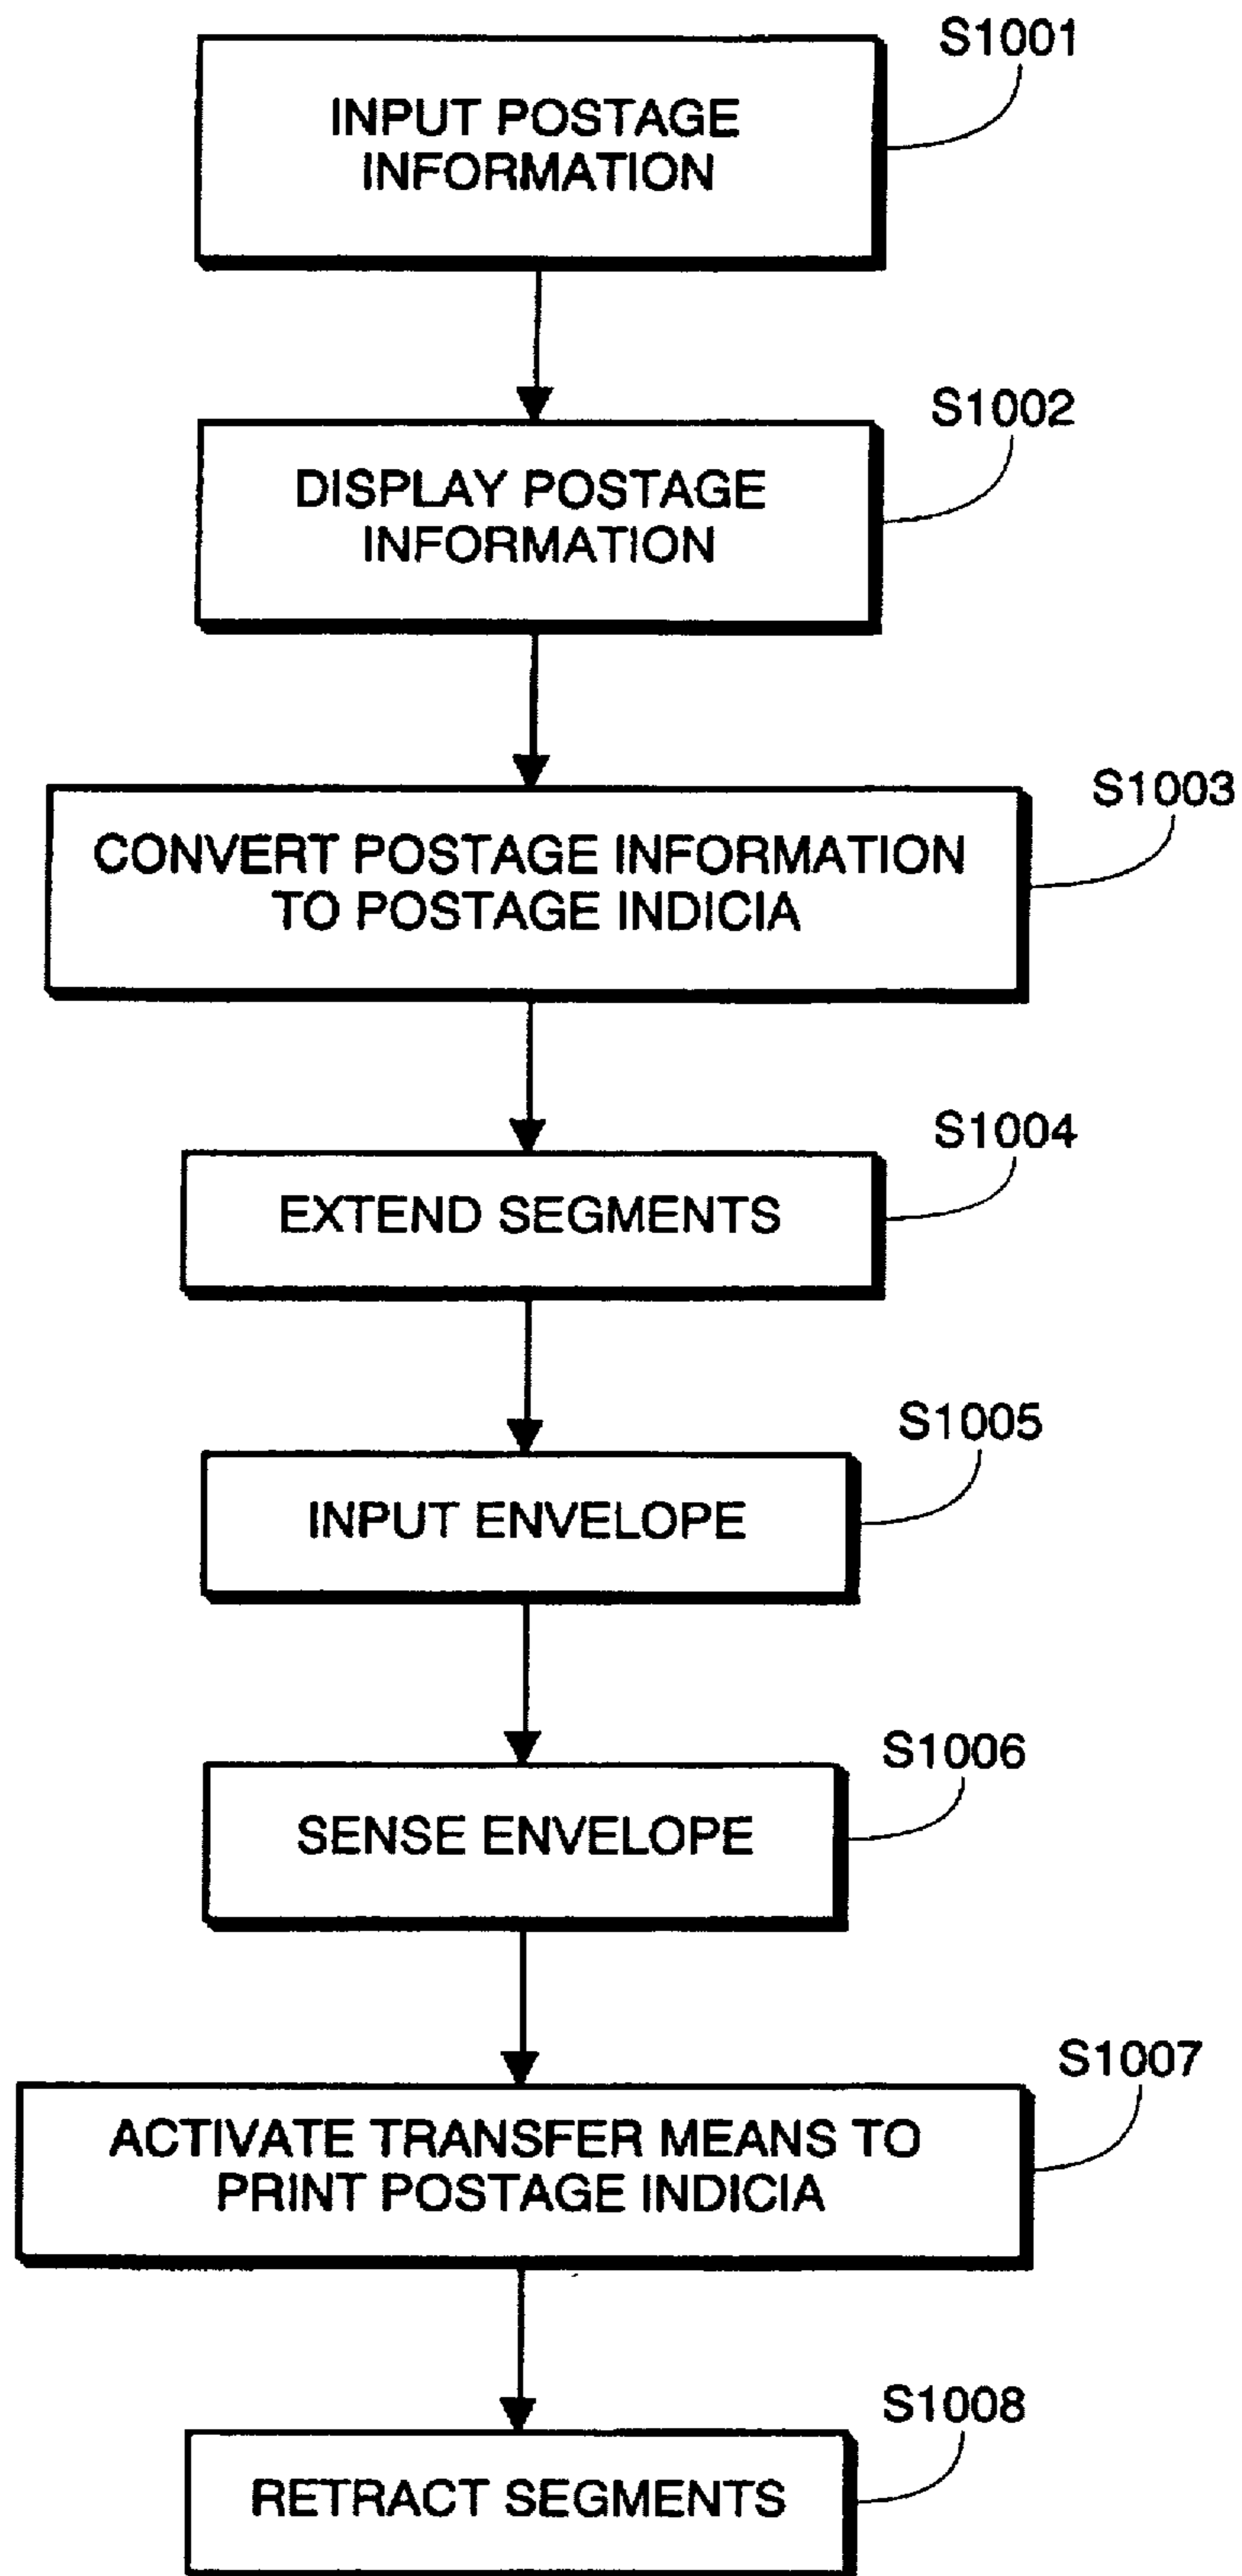 S1001
INPUT POSTAGE
INFORMATION
S1002
DISPLAY POSTAGE
INFORMATION
S1003
CONVERT POSTAGE INFORMATION
TO POSTAGE INDICIA
S1004
EXTEND SEGMENTS
S1005
INPUT ENVELOPE
S1006
SENSE ENVELOPE
S1007
ACTIVATE TRANSFER MEANS TO
PRINT POSTAGE INDICIA
S1008
RETRACT SEGMENTS